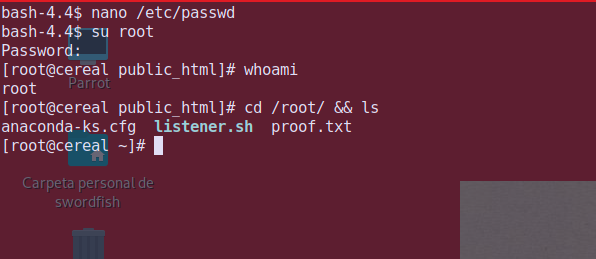 bash-4.4$ nano /etc/passwd
bash-4.4$ su root
Password:
[root@cereal public_html]# whoami
root
Parrot
[root@cereal public_html]# cd /root/ && ls
anaconda-ks.cfg  listener.sh  proof.txt
[root@cereal ~]#
Carpeta personal de
swordfish